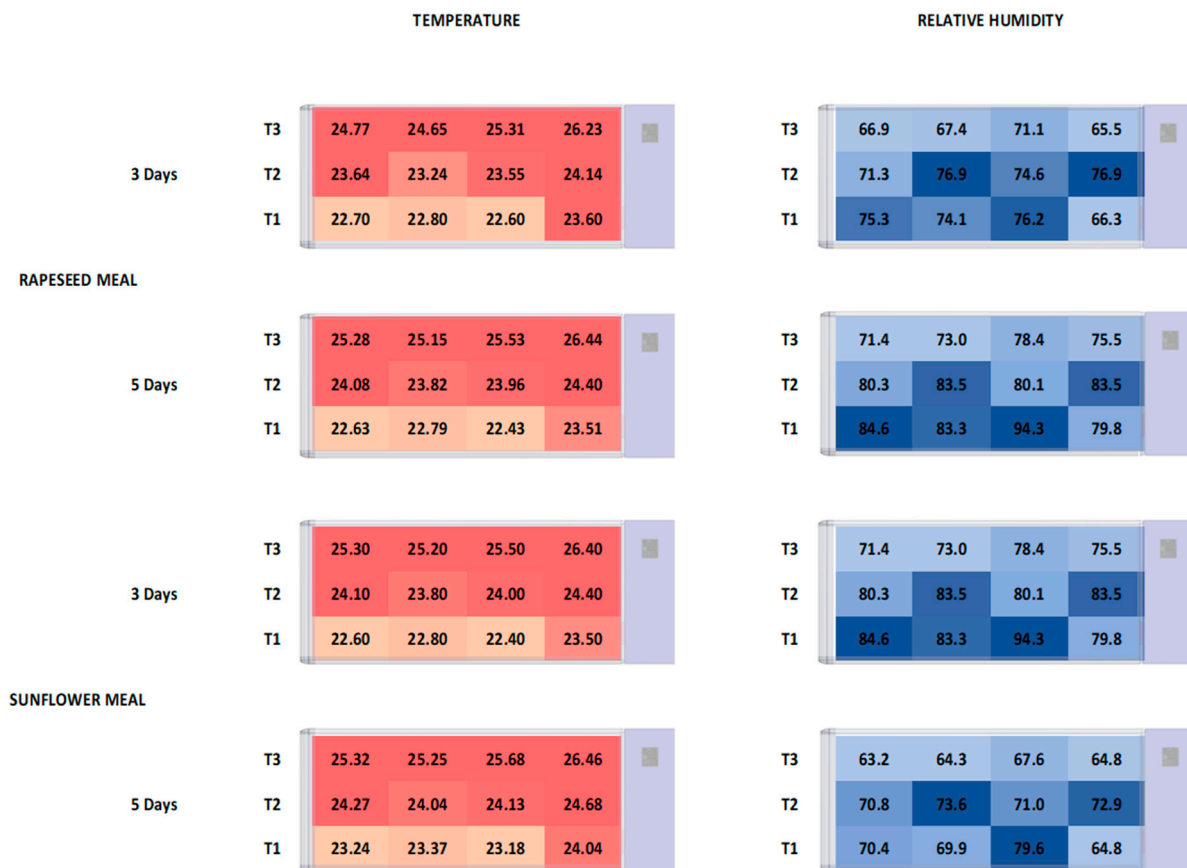 TEMPERATURE RELATIVE HUMIDITY
T3 24.77 24.65 25.31 26.23 T3 66.9 67.4 71.1 65.5
3 Days T2 23.64 23.24 23.55 24.14 T2 71.3 76.9 74.6 76.9
T1 22.70 22.80 22.60 23.60 T1 75.3 74.1 76.2 66.3
RAPESEED MEAL
T3 25.28 25.15 25.53 26.44 T3 71.4 73.0 78.4 75.5
5 Days T2 24.08 23.82 23.96 24.40 T2 80.3 83.5 80.1 83.5
T1 22.63 22.79 22.43 23.51 T1 84.6 83.3 94.3 79.8
T3 25.30 25.20 25.50 26.40 T3 71.4 73.0 78.4 75.5
3 Days T2 24.10 23.80 24.00 24.40 T2 80.3 83.5 80.1 83.5
T1 22.60 22.80 22.40 23.50 T1 84.6 83.3 94.3 79.8
SUNFLOWER MEAL
T3 25.32 25.25 25.68 26.46 T3 63.2 64.3 67.6 64.8
5 Days T2 24.27 24.04 24.13 24.68 T2 70.8 73.6 71.0 72.9
T1 23.24 23.37 23.18 24.04 T1 70.4 69.9 79.6 64.8